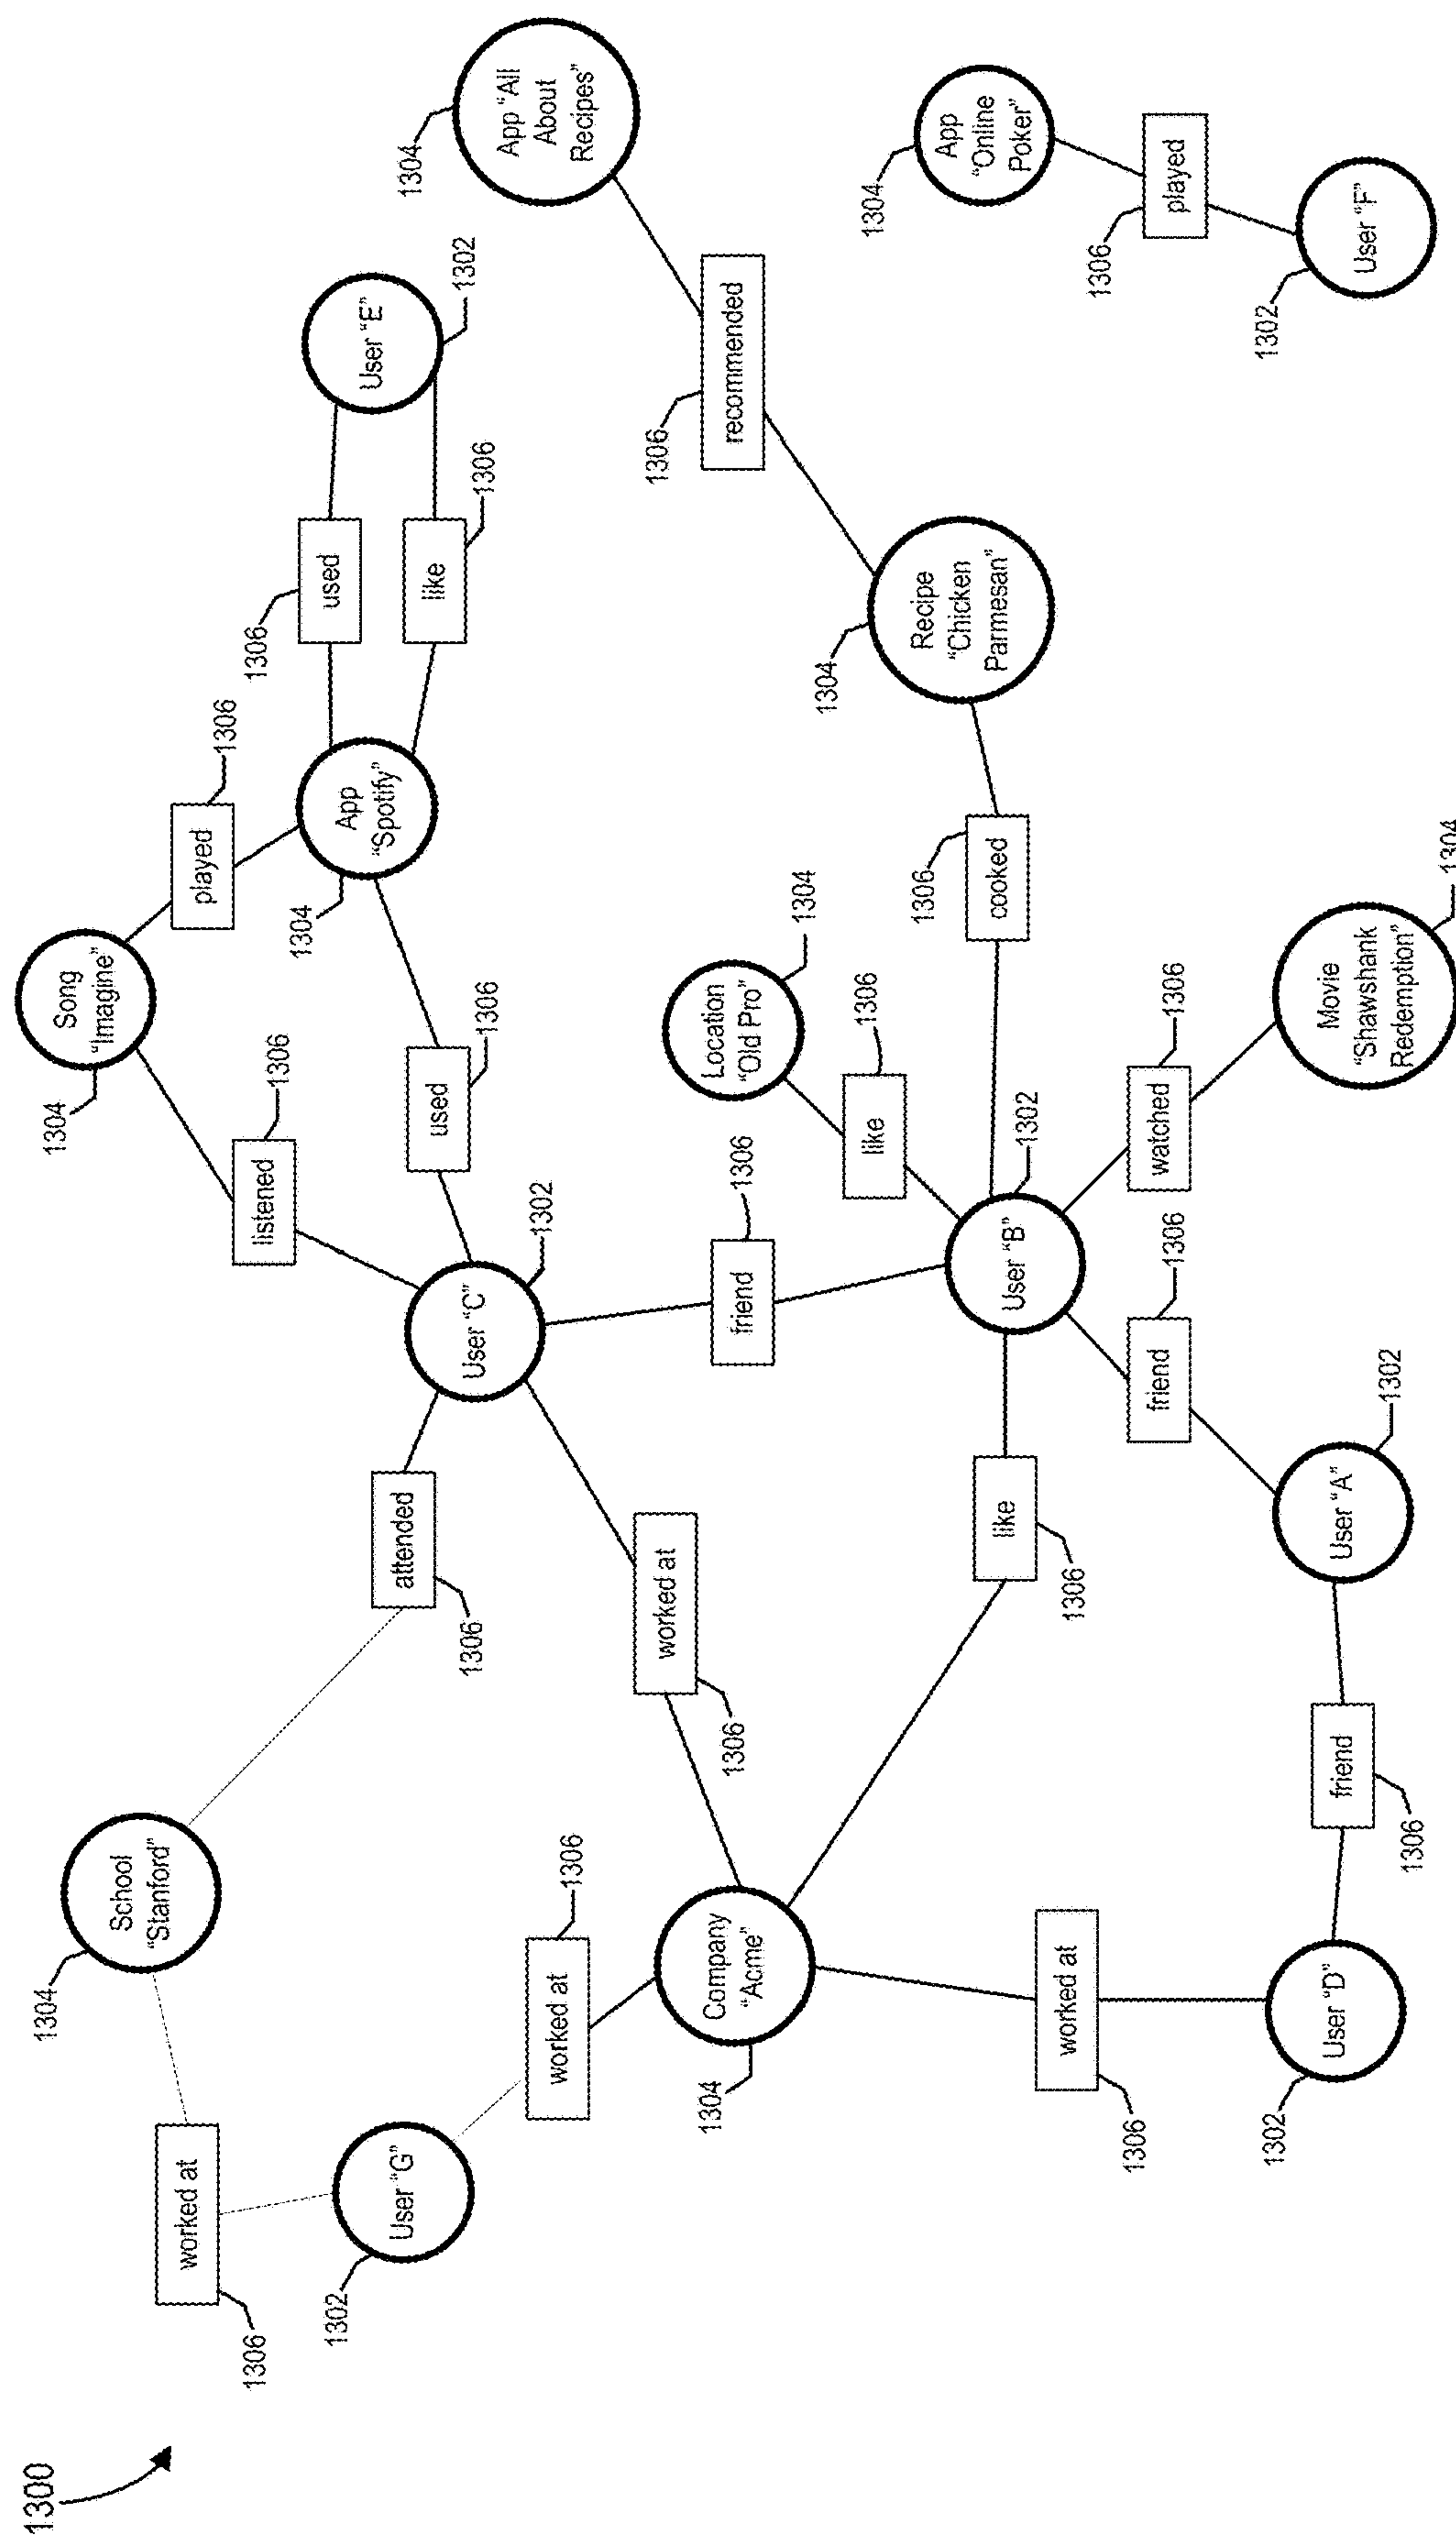 1300
1304
School
"Stanford"
1304
Song
"Imagine"
1306
worked at
played
1306
1306
listened
1306
1306
used
1302
User "G"
1306
attended
App
"Spotify"
1304
User "E"
1302
like
1306
1304
App "All
About
Recipes"
User "C"
1302
used
1306
1306
worked at
1306
worked at
1306
Company
"Acme"
1304
friend
1306
Location
"Old Pro"
1304
1306
recommended
like
1306
1304
Recipe
"Chicken
Parmesan"
1306
cooked
1304
App
"Online
Poker"
like
1306
User "B"
1302
worked at
1306
friend
1306
watched
1306
1306
played
User "D"
1302
friend
1306
User "A"
1302
Movie
"Shawshank
Redemption"
1304
1302
User "F"